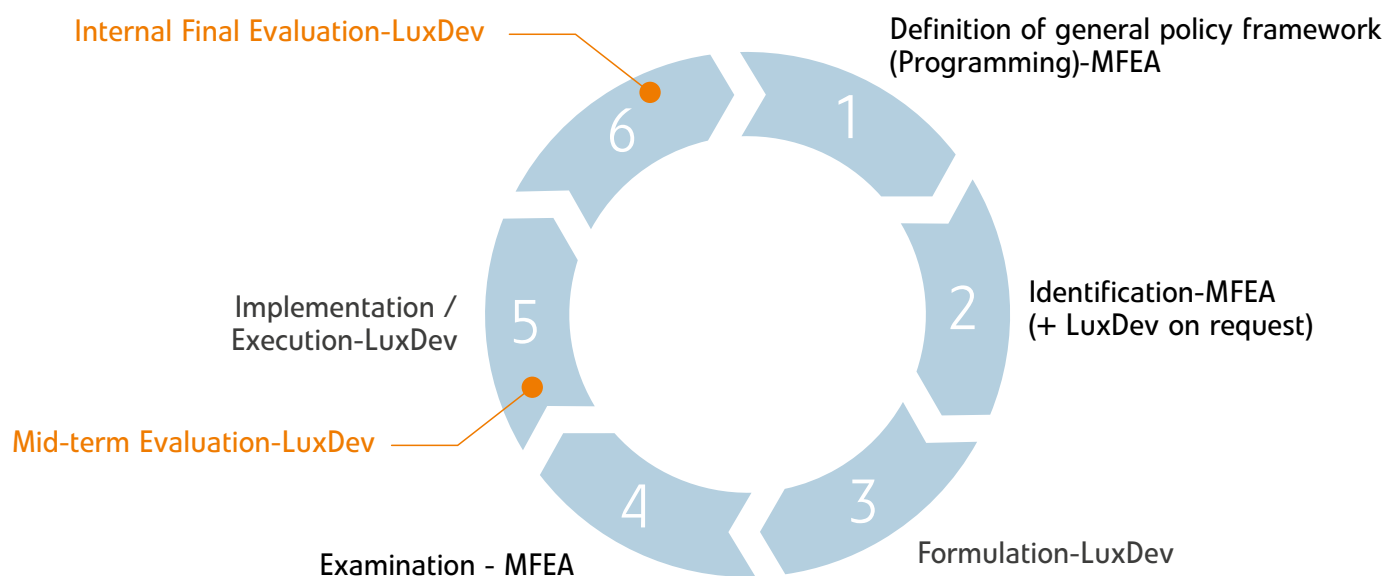 Internal Final Evaluation-LuxDev
Definition of general policy framework
(Programming)-MFEA
1
6
2
Identification-MFEA
(+ LuxDev on request)
Implementation /
Execution-LuxDev
5
Mid-term Evaluation-LuxDev
4
3
Formulation-LuxDev
Examination - MFEA